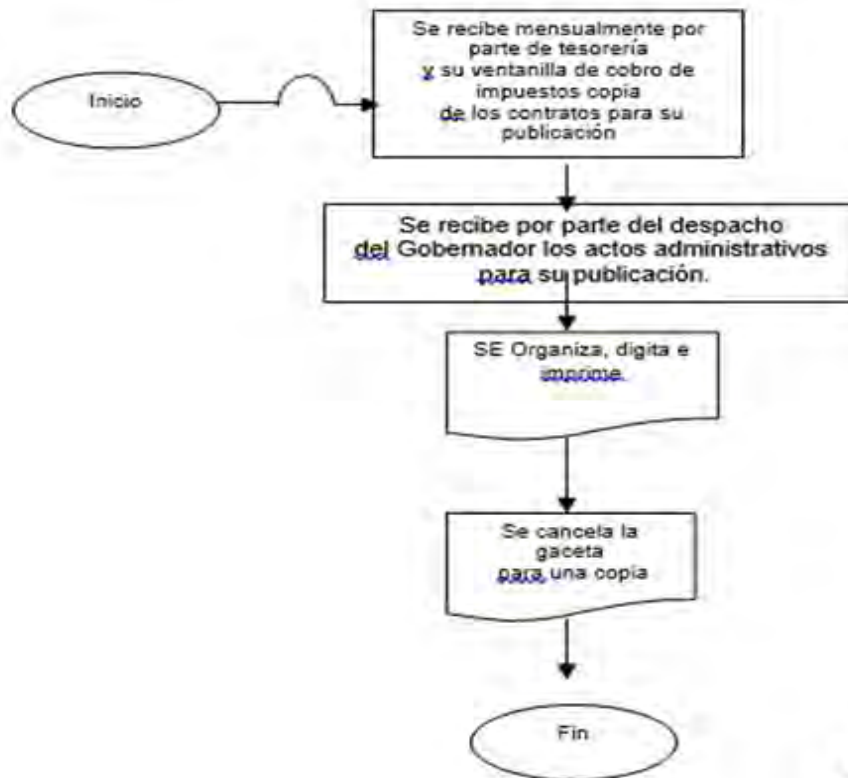 Inicio
Se recibe mensualmente por
parte de tesorería
y su ventanilla de cobro de
impuestos copia
de los contratos para su
publicación
Se recibe por parte del despacho
del Gobernador los actos administrativos
para su publicación.
SE Organiza, digita e
imprime.
Se cancela la
gaceta
para una copia
Fin